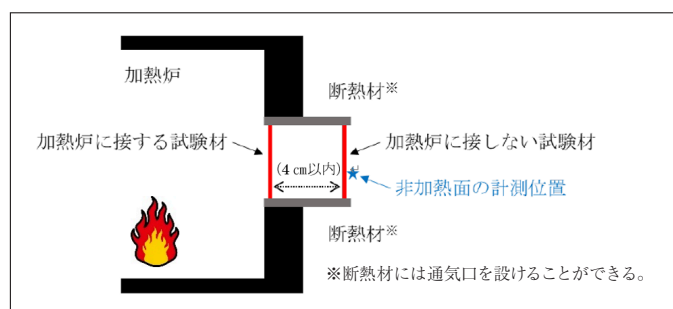 加熱炉
断熱材※
加熱炉に接する試験材
加熱炉に接しない試験材
(4 cm以内)
非加熱面の計測位置
断熱材※
※断熱材には通気口を設けることができる。